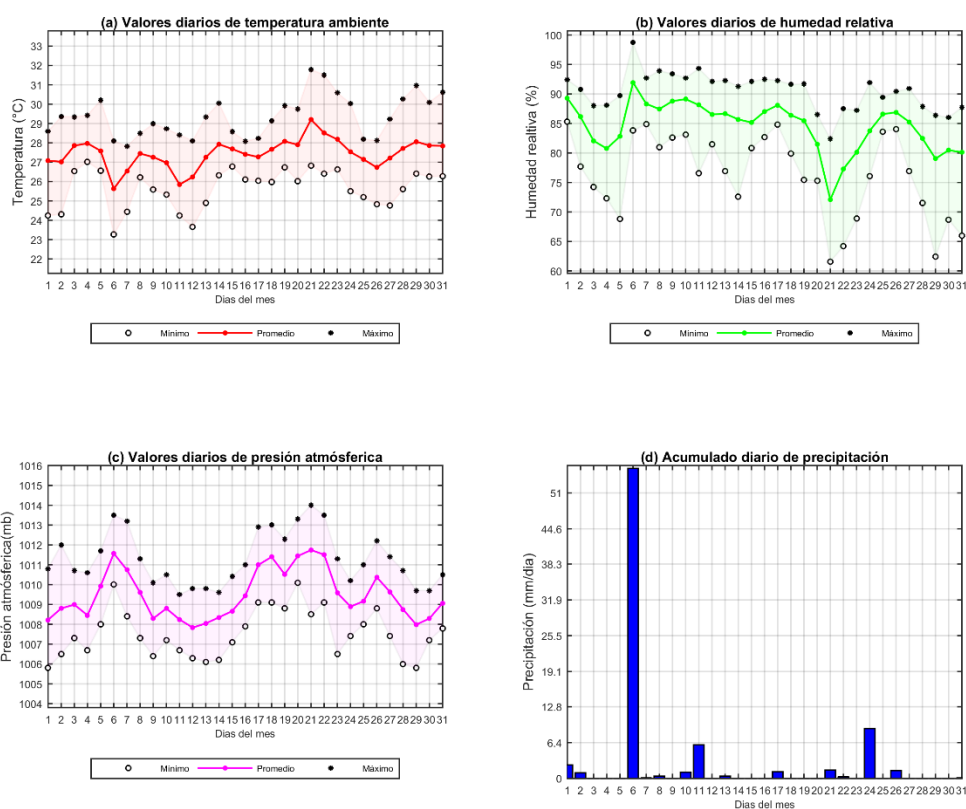 (a) Valores diarios de temperatura ambiente
Temperatura (°C)
33
32
31
30
29
28
27
26
25
24
23
22
1 2 3 4 5 6 7 8 9 10 11 12 13 14 15 16 17 18 19 20 21 22 23 24 25 26 27 28 29 30 31
Dias del mes
Mínimo Promedio Máximo
(b) Valores diarios de humedad relativa
Humedad realtiva (%)
100
95
90
85
80
75
70
65
60
1 2 3 4 5 6 7 8 9 10 11 12 13 14 15 16 17 18 19 20 21 22 23 24 25 26 27 28 29 30 31
Dias del mes
Mínimo Promedio Máximo
(c) Valores diarios de presión atmósferica
Presión atmósferica(mb)
1016
1015
1014
1013
1012
1011
1010
1009
1008
1007
1006
1005
1004
1 2 3 4 5 6 7 8 9 10 11 12 13 14 15 16 17 18 19 20 21 22 23 24 25 26 27 28 29 30 31
Dias del mes
Mínimo Promedio Máximo
(d) Acumulado diario de precipitación
Precipitación (mm/día)
51
44.6
38.3
31.9
25.5
19.1
12.8
6.4
0
1 2 3 4 5 6 7 8 9 10 11 12 13 14 15 16 17 18 19 20 21 22 23 24 25 26 27 28 29 30 31
Dias del mes